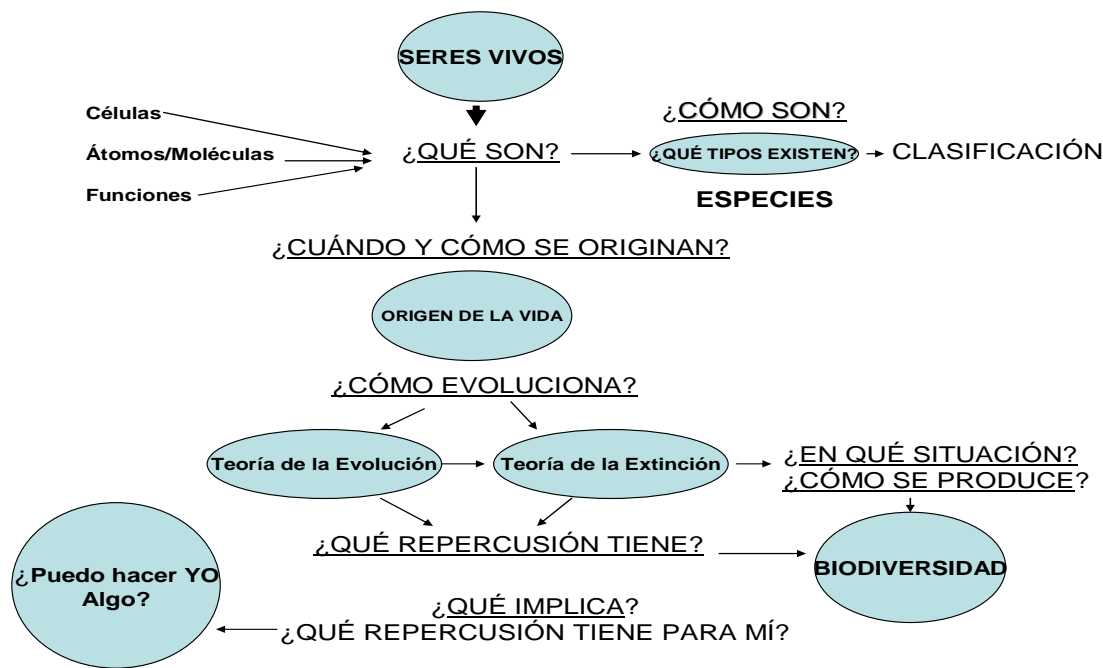 SERES VIVOS
¿CÓMO SON?
Células
Átomos/Moléculas
Funciones
¿QUÉ SON?
¿QUÉ TIPOS EXISTEN?
CLASIFICACIÓN
ESPECIES
¿CUÁNDO Y CÓMO SE ORIGINAN?
ORIGEN DE LA VIDA
¿CÓMO EVOLUCIONA?
Teoría de la Evolución
Teoría de la Extinción
¿EN QUÉ SITUACIÓN?
¿CÓMO SE PRODUCE?
¿QUÉ REPERCUSIÓN TIENE?
BIODIVERSIDAD
¿Puedo hacer YO
Algo?
¿QUÉ IMPLICA?
¿QUÉ REPERCUSIÓN TIENE PARA MÍ?